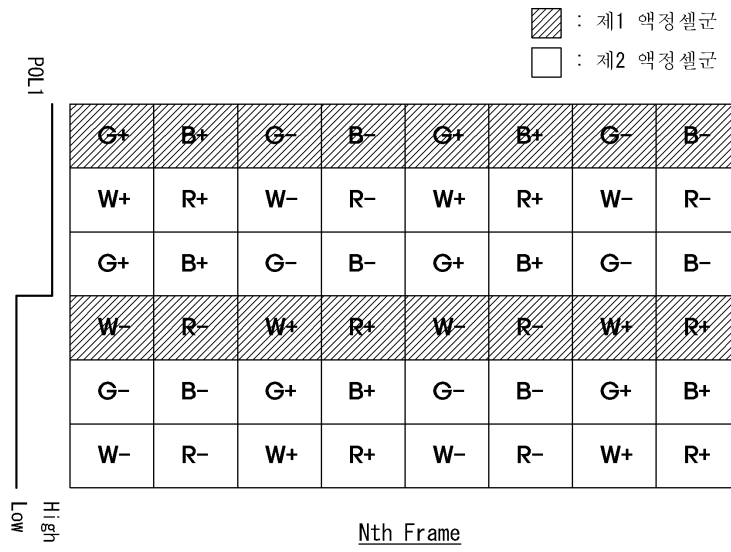 : 제1 액정셀군
: 제2 액정셀군
POL1
G+ B+ G- B- G+ B+ G- B-
W+ R+ W- R- W+ R+ W- R-
G+ B+ G- B- G+ B+ G- B-
W- R- W+ R+ W- R- W+ R+
G- B- G+ B+ G- B- G+ B+
W- R- W+ R+ W- R- W+ R+
High
Low
Nth Frame